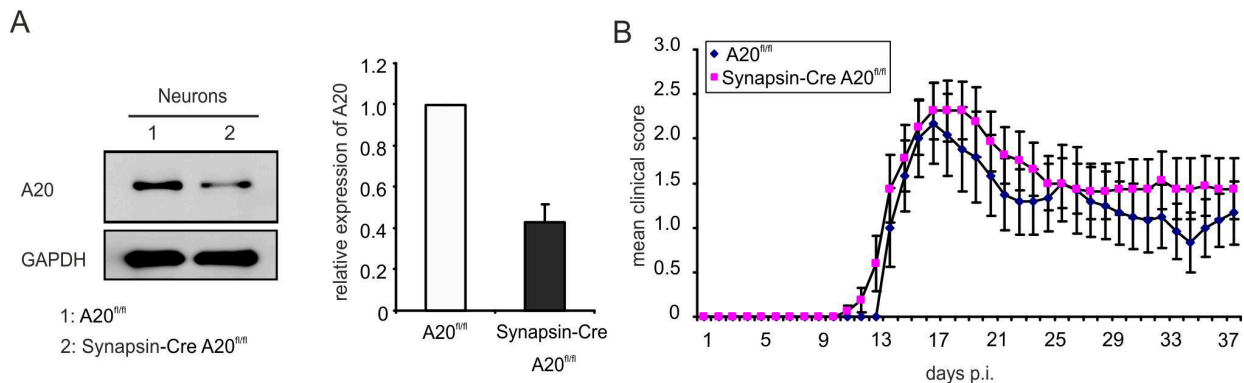 A
Neurons
1 2
A20
GAPDH
1: A20fl/fl
2: Synapsin-Cre A20fl/fl
relative expression of A20
1.2
1.0
0.8
0.6
0.4
0.2
0
A20fl/fl
Synapsin-Cre
A20fl/fl
B
A20fl/fl
Synapsin-Cre A20fl/fl
mean clinical score
3.0
2.5
2.0
1.5
1.0
0.5
0
1 5 9 13 17 21 25 29 33 37
days p.i.